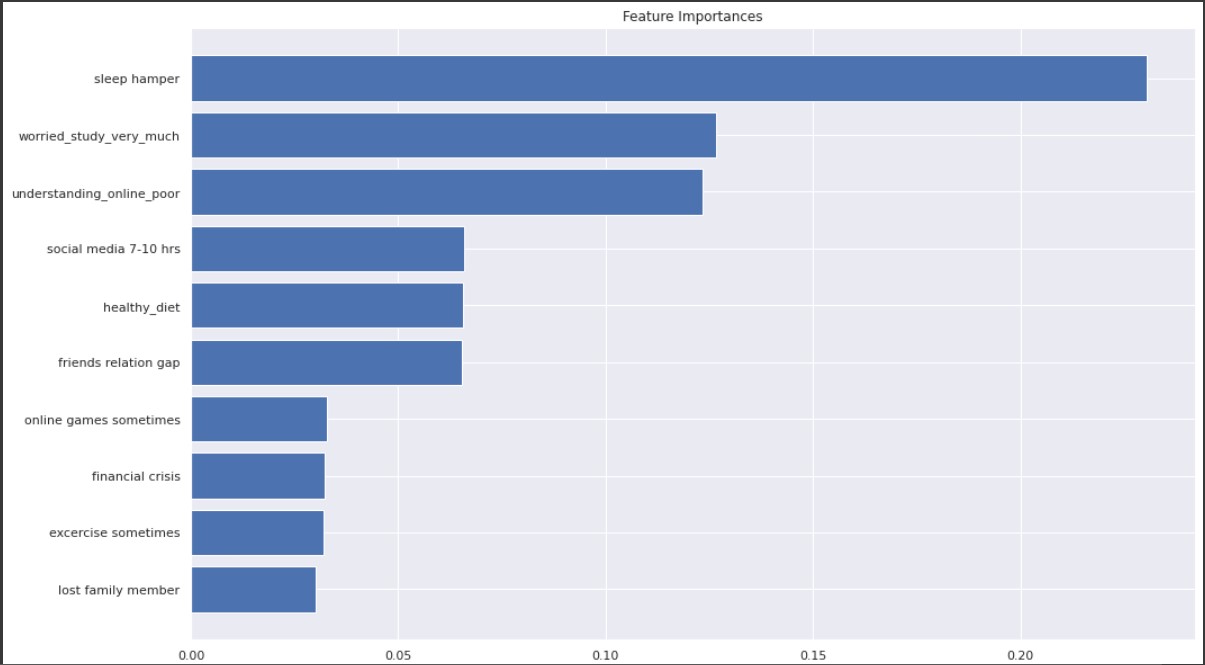 Feature Importances
sleep hamper
worried_study_very_much
understanding_online_poor
social media 7-10 hrs
healthy_diet
friends relation gap
online games sometimes
financial crisis
excercise sometimes
lost family member
0.00 0.05 0.10 0.15 0.20